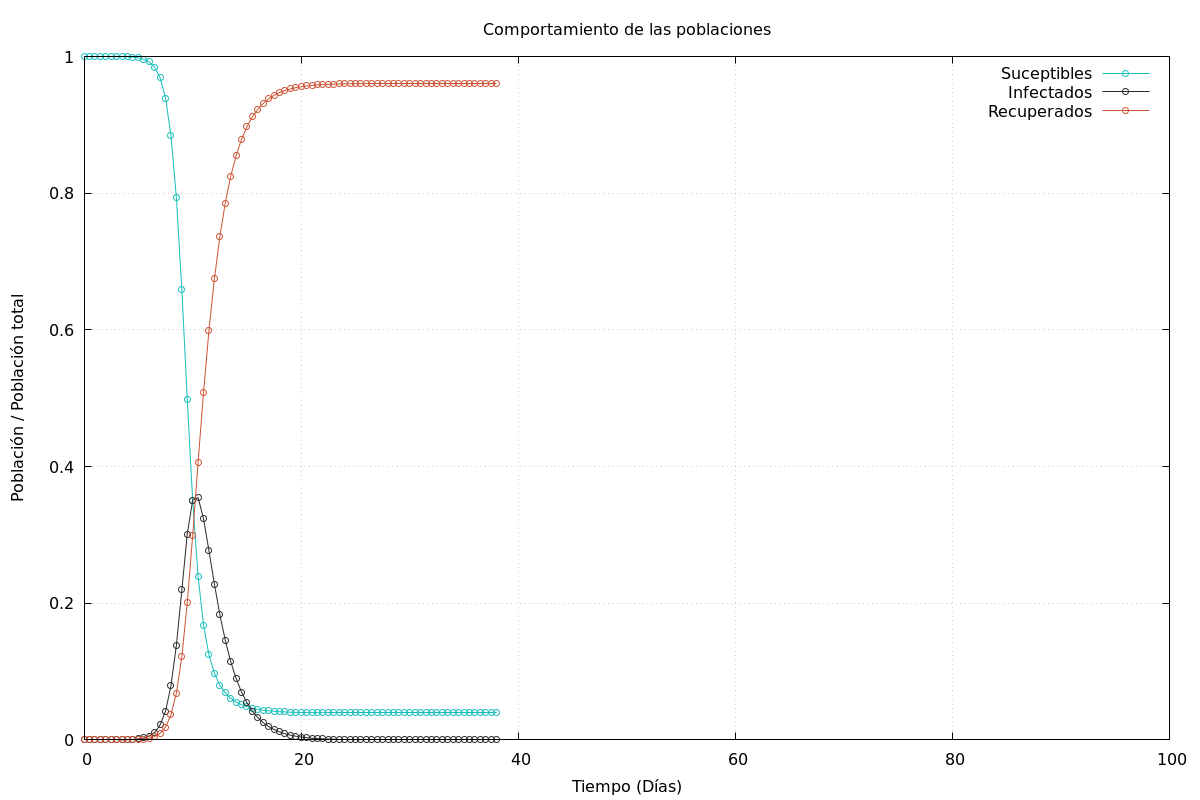 Comportamiento de las poblaciones
Suceptibles
Infectados
Recuperados
1
0.8
0.6
0.4
0.2
0
Población / Población total
0 20 40 60 80 100
Tiempo (Días)